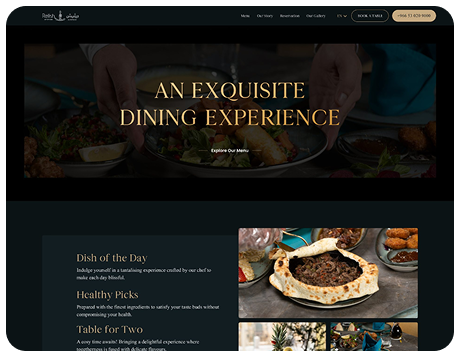 Relish
Menu Our Story Reservation Our Gallery EN BOOK A TABLE
AN EXQUISITE
DINING EXPERIENCE
Explore Our Menu
Dish of the Day
Indulge yourself in a tantalising experience crafted by our chef to
make each day blissful.
Healthy Picks
Prepared with the finest ingredients to satisfy your taste buds without
compromising your health.
Table for Two
A cosy time awaits! Bringing a delightful experience where
togetherness is fused with delicate flavours.